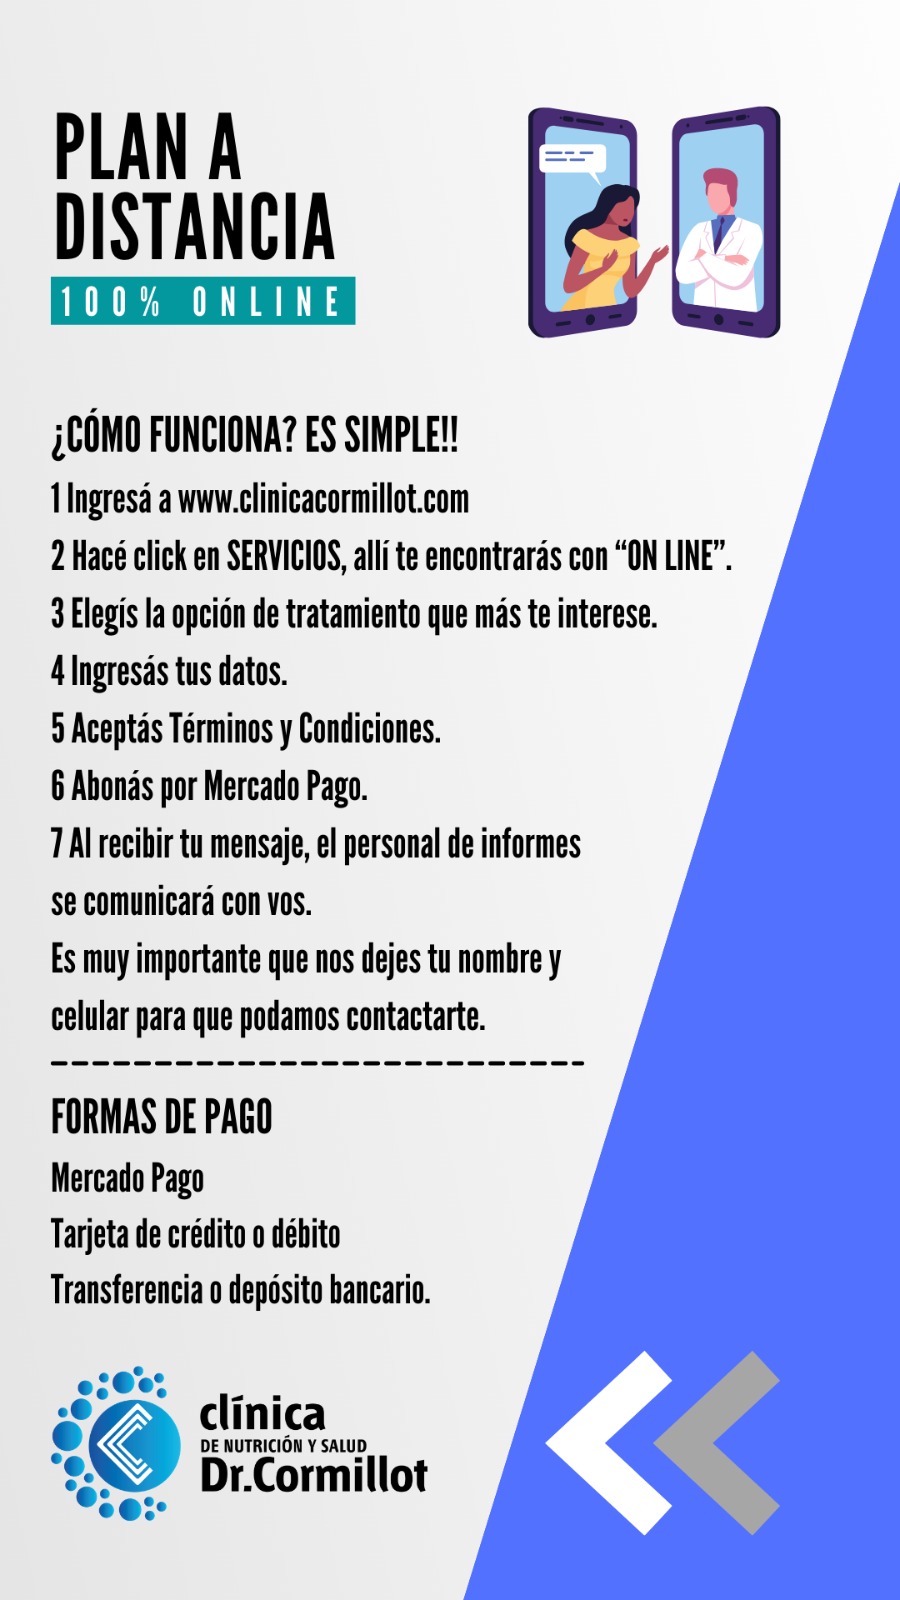 PLAN A
DISTANCIA
100% ONLINE
¿CÓMO FUNCIONA? ES SIMPLE!!
1 Ingresá a www.clinicacormillot.com
2 Hacé click en SERVICIOS, allí te encontrarás con “ON LINE”.
3 Elegís la opción de tratamiento que más te interese.
4 Ingresás tus datos.
5 Aceptás Términos y Condiciones.
6 Abonás por Mercado Pago.
7 Al recibir tu mensaje, el personal de informes
se comunicará con vos.
Es muy importante que nos dejes tu nombre y
celular para que podamos contactarte.
FORMAS DE PAGO
Mercado Pago
Tarjeta de crédito o débito
Transferencia o depósito bancario.
clínica
DE NUTRICIÓN Y SALUD
Dr.Cormillot